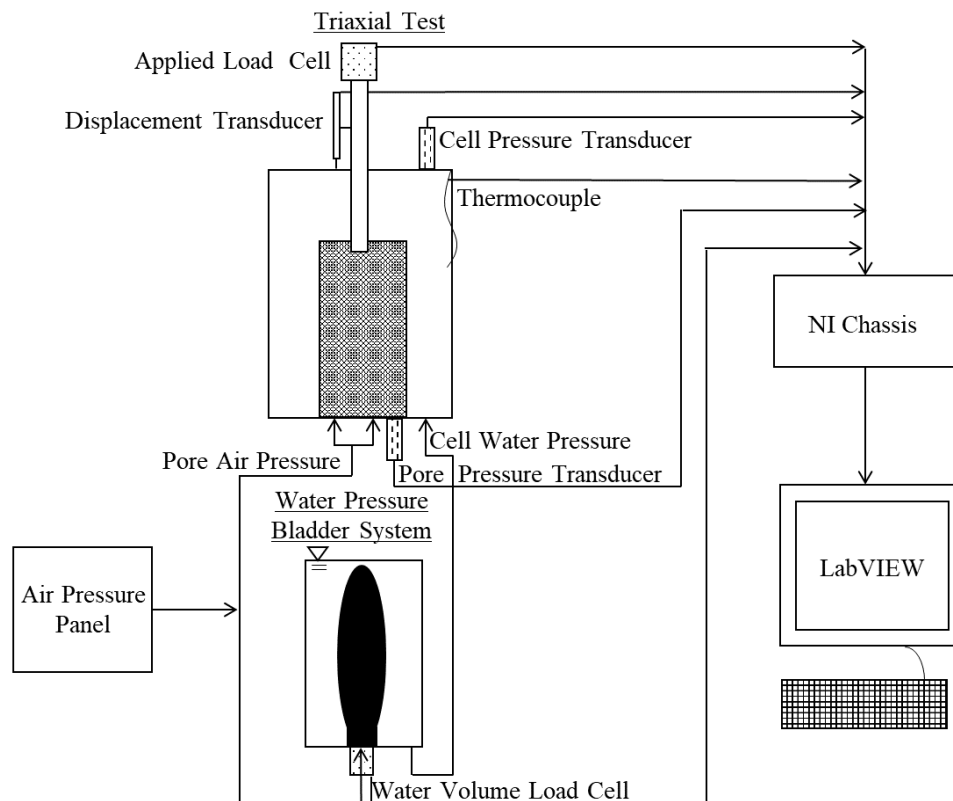 Triaxial Test
Applied Load Cell
Displacement Transducer
Cell Pressure Transducer
Thermocouple
NI Chassis
Cell Water Pressure
Pore Air Pressure
Pore Pressure Transducer
Water Pressure
Bladder System
LabVIEW
Air Pressure
Panel
Water Volume Load Cell